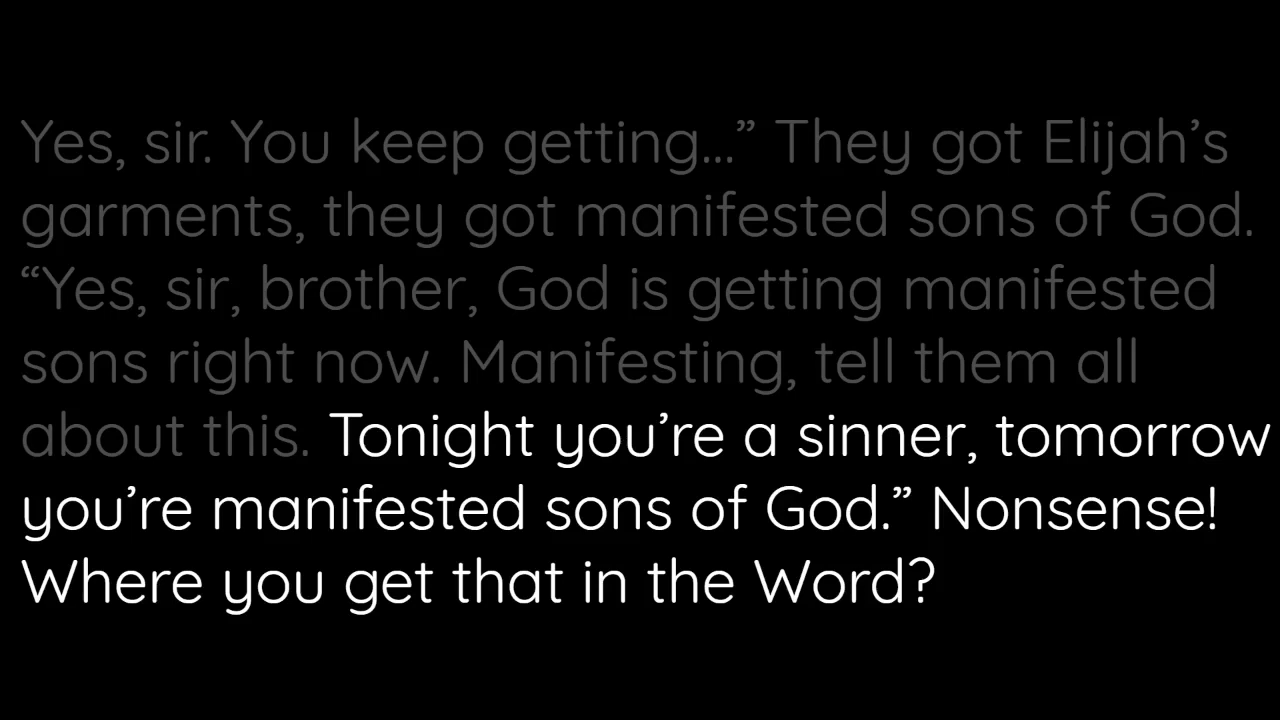 Yes, sir. You keep getting...” They got Elijah’s
garments, they got manifested sons of God.
“Yes, sir, brother, God is getting manifested
sons right now. Manifesting, tell them all
about this. Tonight you’re a sinner, tomorrow
you’re manifested sons of God.” Nonsense!
Where you get that in the Word?